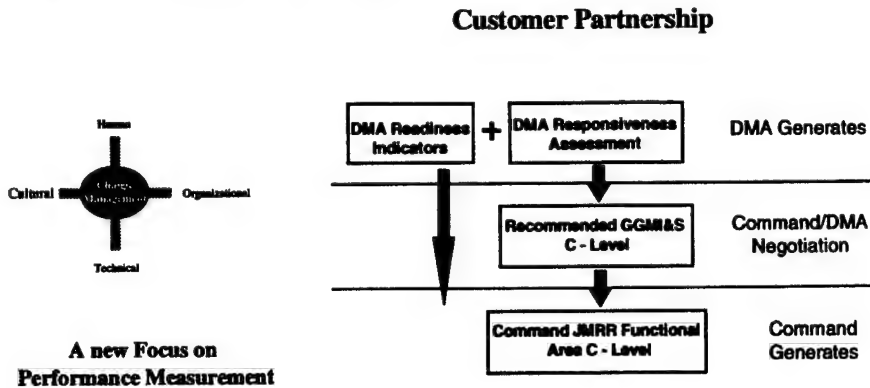 Customer Partnership
Human
Cultural
Change
Management
Organizational
Technical
A new Focus on
Performance Measurement
DMA Readiness
Indicators
+
DMA Responsiveness
Assessment
DMA Generates
Recommended GGMI&S
C - Level
Command/DMA
Negotiation
Command JMRR Functional
Area C - Level
Command
Generates